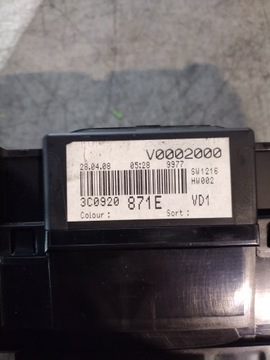 V0002000
28.04.08 05:28 9977
SW1216
HW002
3C0920 871E VD1
Colour : Sort :